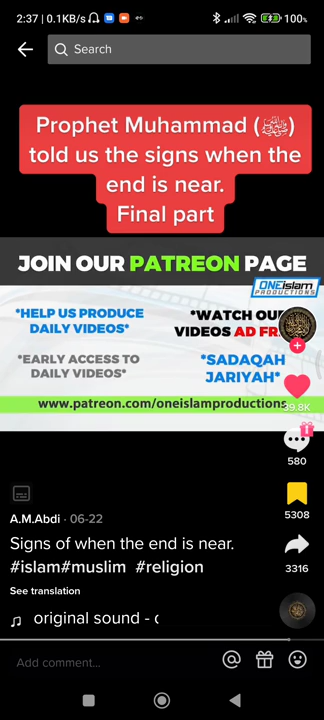 2:37 | 0.1KB/s
100%
Search
Prophet Muhammad (ﷺ)
told us the signs when the
end is near.
Final part
JOIN OUR PATREON PAGE
ONEislam
PRODUCTIONS
*HELP US PRODUCE
DAILY VIDEOS*
*WATCH OUR
VIDEOS AD FR
*EARLY ACCESS TO
DAILY VIDEOS*
*SADAQAH
JARIYAH*
www.patreon.com/oneislamproductions
39.8K
580
5308
3316
A.M.Abdi · 06-22
Signs of when the end is near.
#islam#muslim #religion
See translation
original sound -
Add comment...